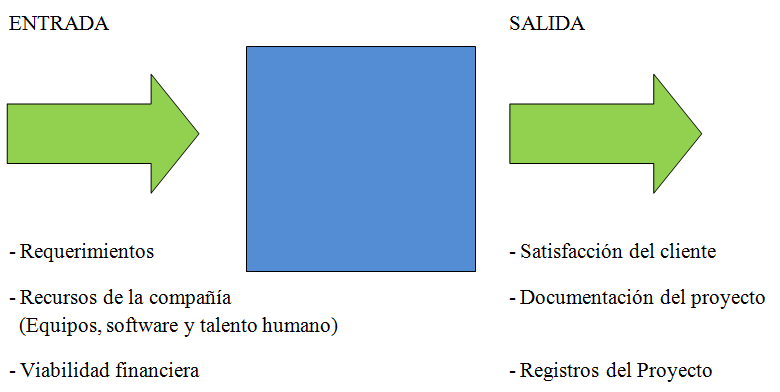 ENTRADA
SALIDA
- Requerimientos
- Recursos de la compañía
(Equipos, software y talento humano)
- Viabilidad financiera
- Satisfacción del cliente
- Documentación del proyecto
- Registros del Proyecto